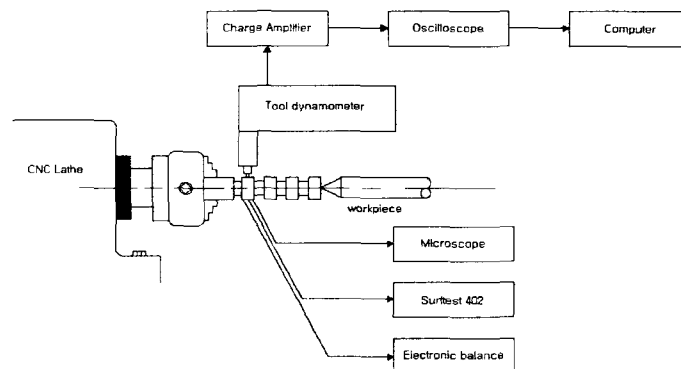 Charge Amplifier
Oscilloscope
Computer
Tool dynamometer
CNC Lathe
workpiece
Microscope
Surftest 402
Electronic balance